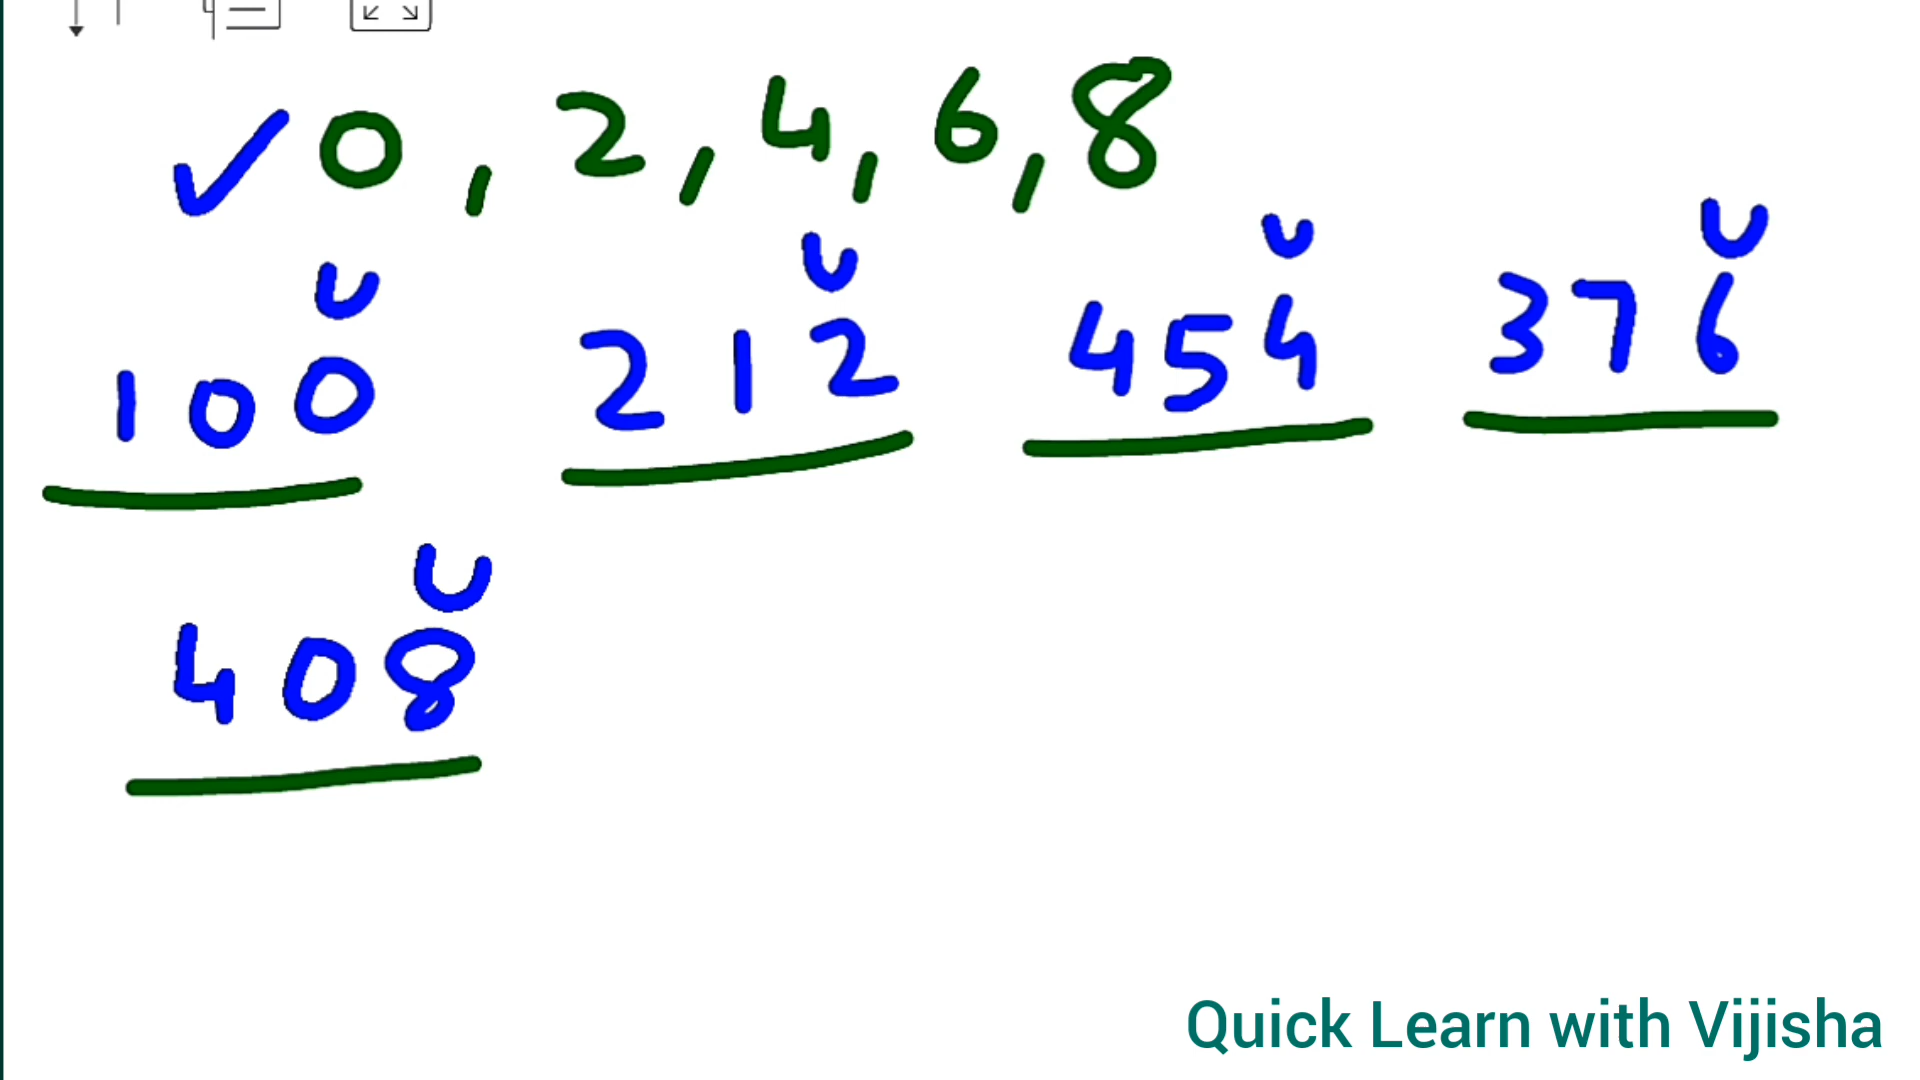 0, 2, 4, 6, 8
U U U U
100 212 454 376
U
408
Quick Learn with Vijisha